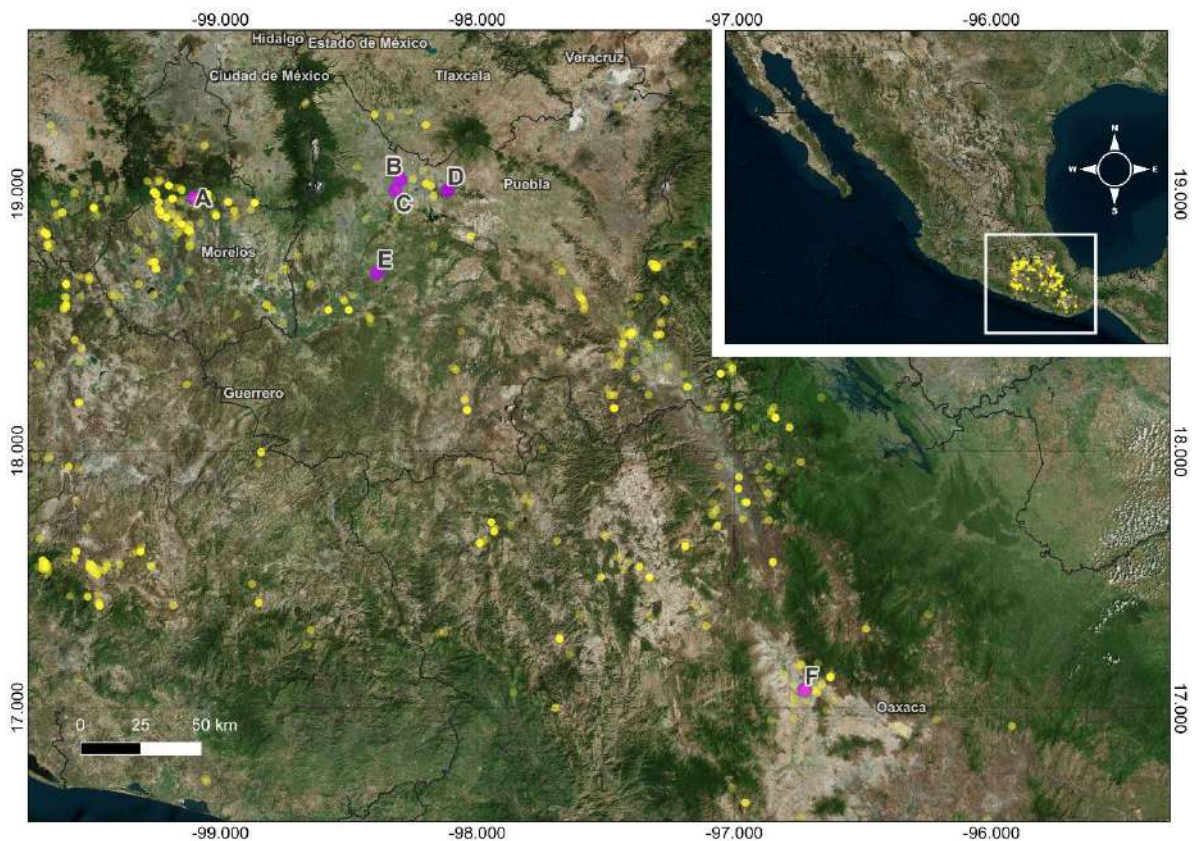 -99.000 -98.000 -97.000 -96.000
Hidalgo
Estado de México
Veracruz
Ciudad de México
Tlaxcala
N
W E
S
19.000
B
D
A
C
Puebla
19.000
Morelos
E
Guerrero
18.000
18.000
F
Oaxaca
17.000
17.000
0 25 50 km
-99.000 -98.000 -97.000 -96.000